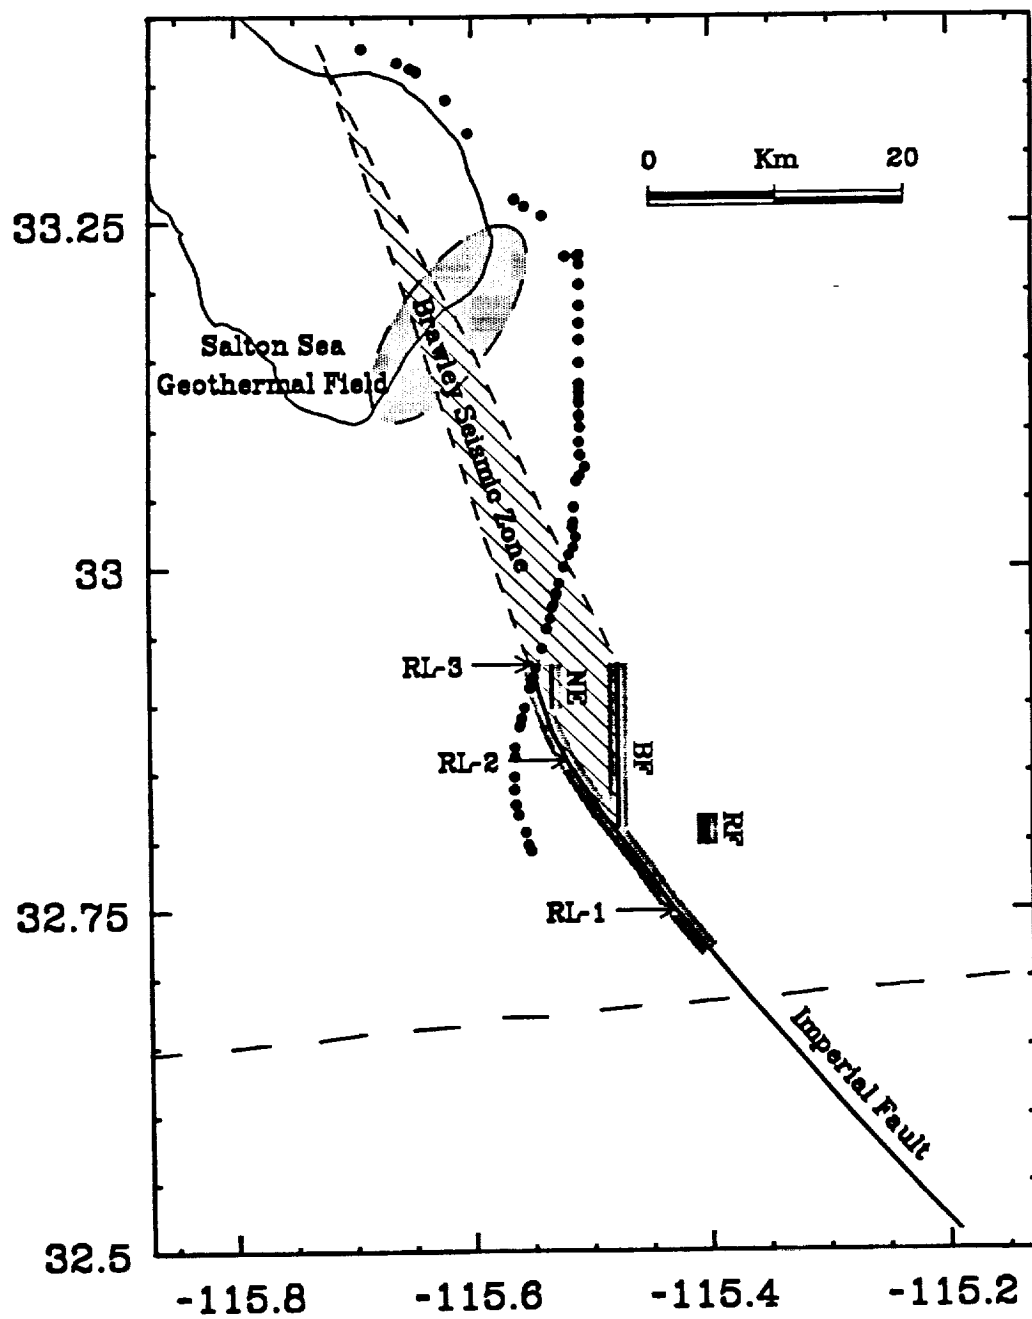 0 Km 20
33.25
Salton Sea
Geothermal Field
Brawley Seismic Zone
33
RL-3
NE
RL-2
BF
RF
RL-1
32.75
Imperial Fault
32.5
-115.8 -115.6 -115.4 -115.2